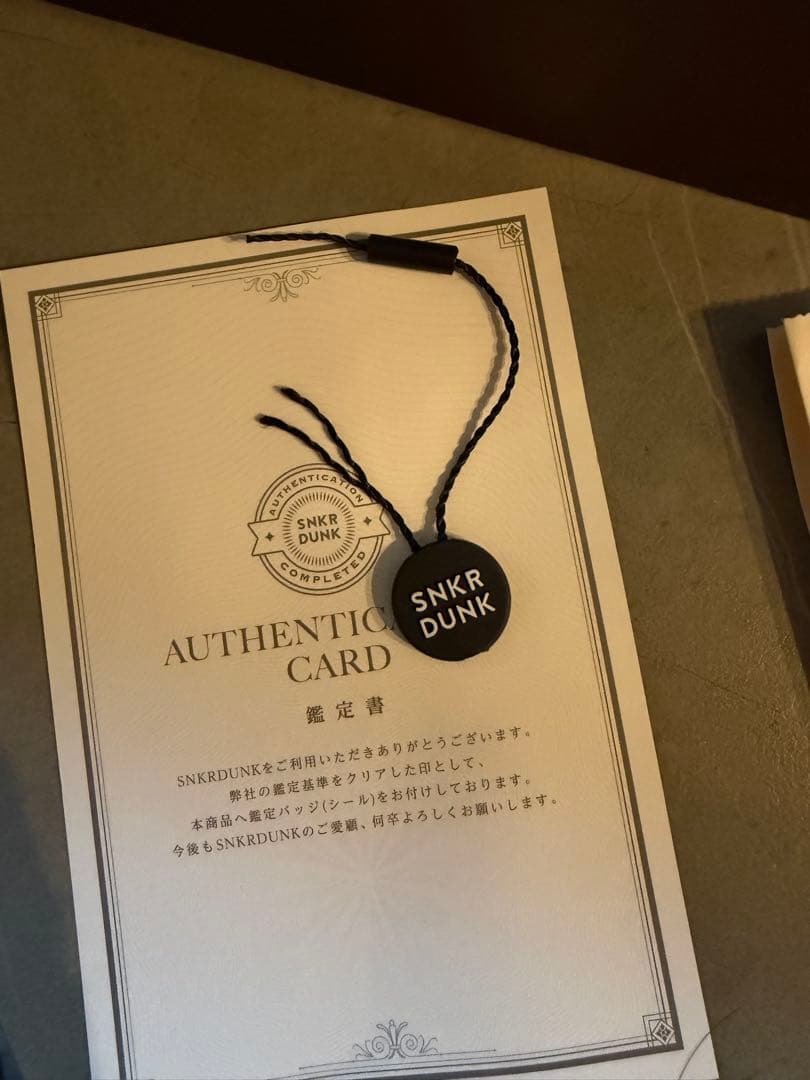 AUTHENTICATION
SNKR
DUNK
COMPLETED
SNKR
DUNK
AUTHENTIC
CARD
鑑定書
SNKRDUNKをご利用いただきありがとうございます。
弊社の鑑定基準をクリアした印として、
本商品へ鑑定バッジ(シール)をお付けしております。
今後もSNKRDUNKのご愛顧、何卒よろしくお願いします。